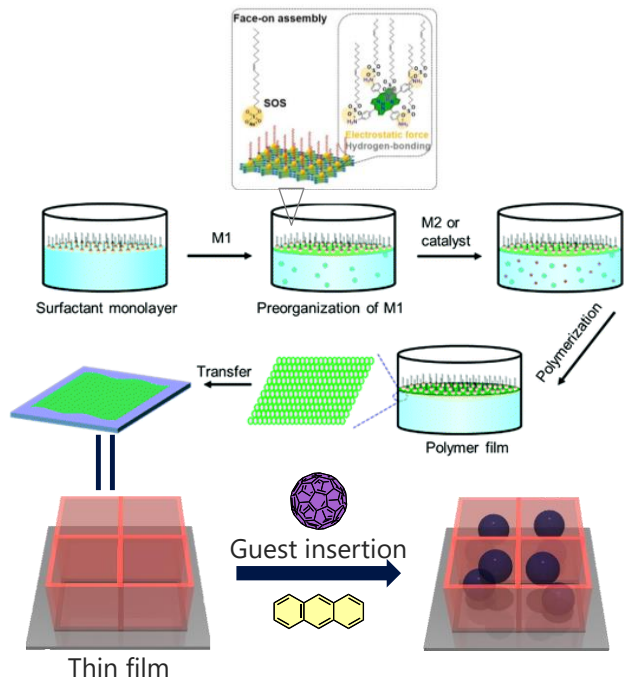 Face-on assembly
SOS
Electrostatic force
Hydrogen-bonding
M1
M2 or
catalyst
Surfactant monolayer
Preorganization of M1
Polymerization
Transfer
Polymer film
Guest insertion
Thin film